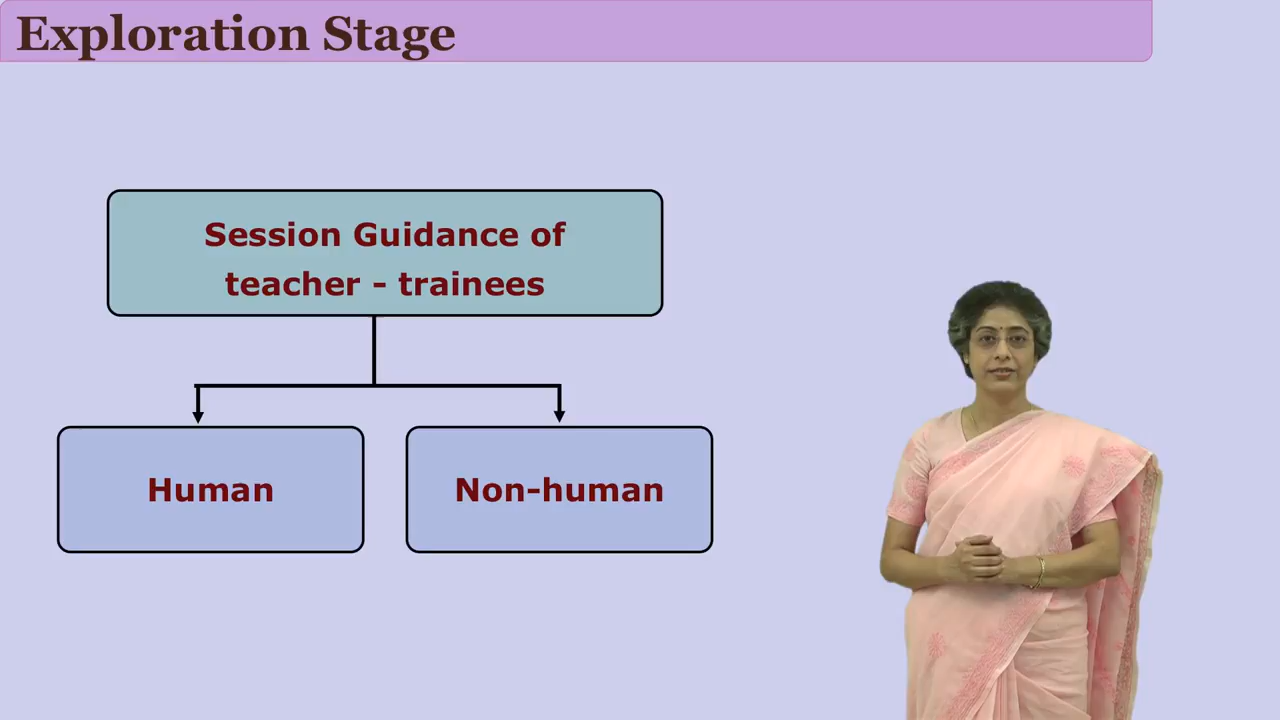 Exploration Stage
Session Guidance of
teacher - trainees
Human
Non-human